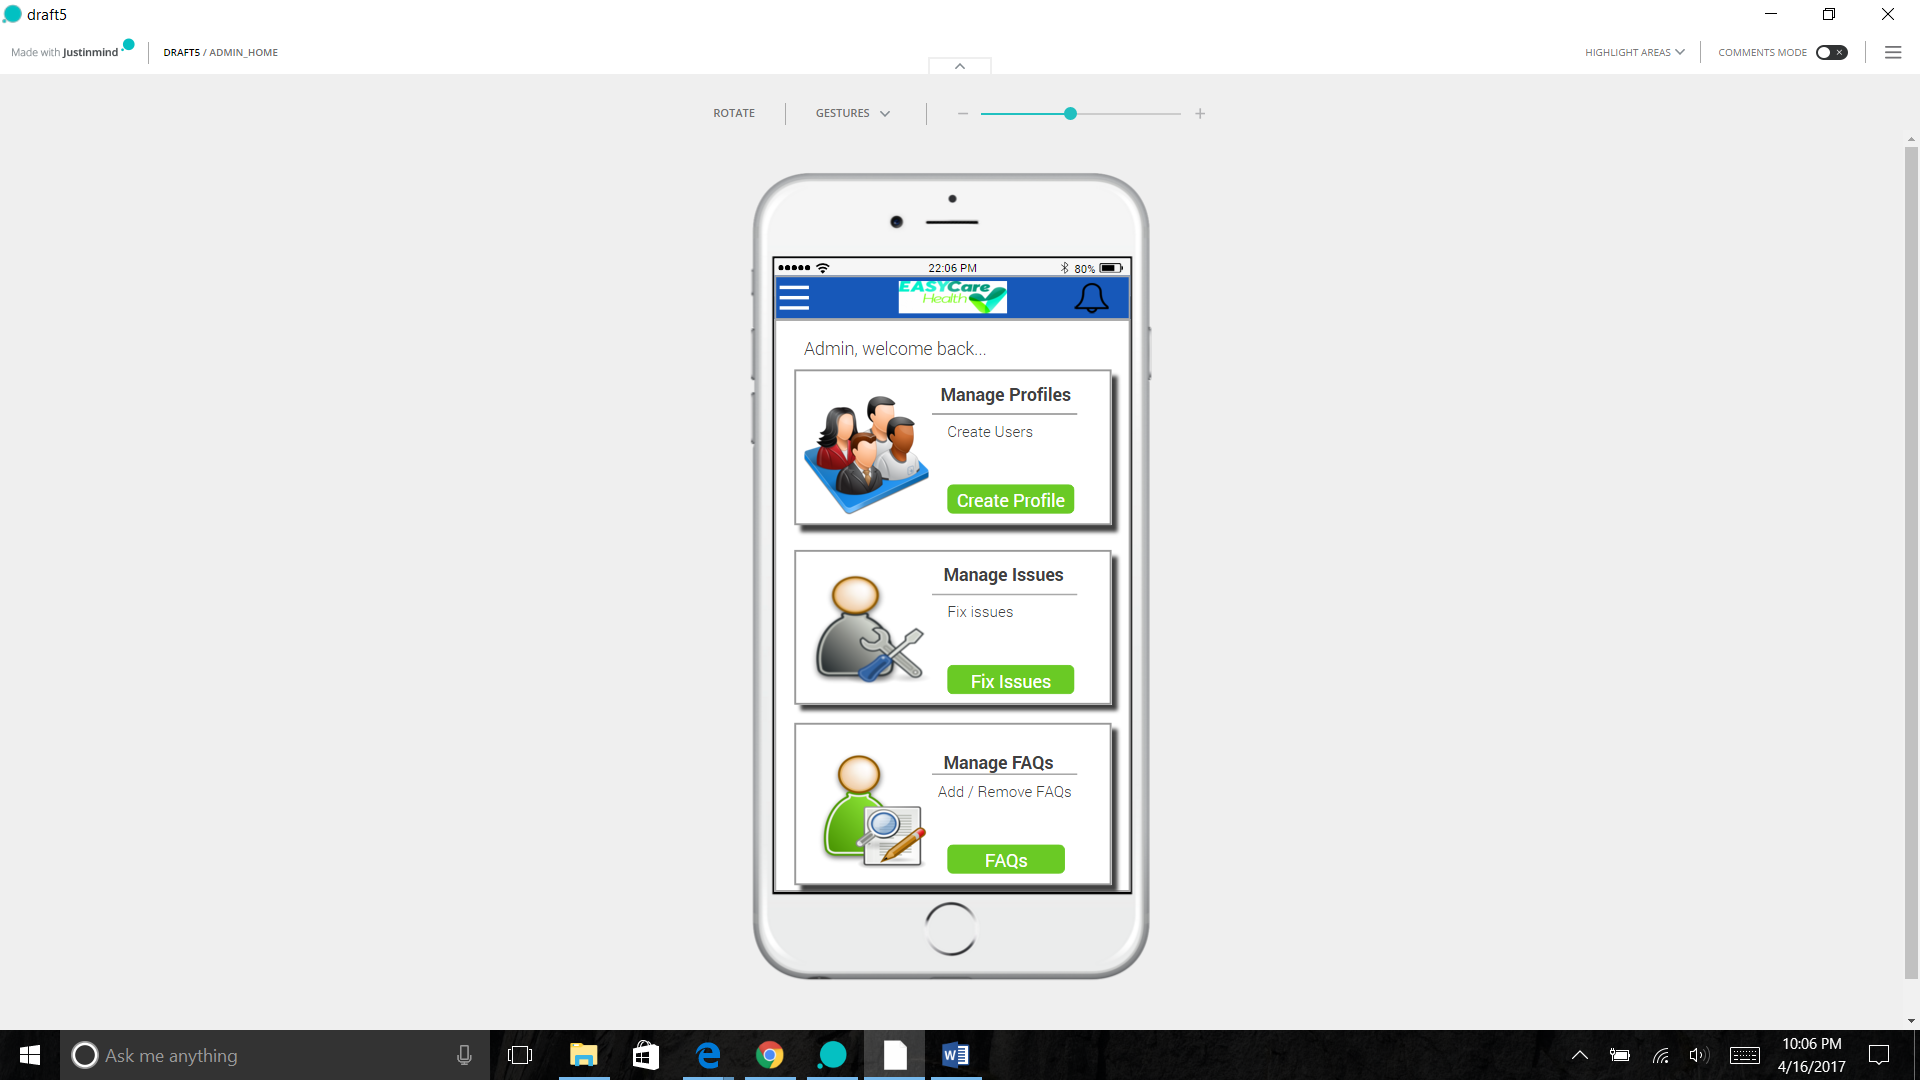 draft5
Made with Justinmind
DRAFT5 / ADMIN_HOME
HIGHLIGHT AREAS
COMMENTS MODE
ROTATE
GESTURES
22:06 PM
80%
EASYCare
Health
Admin, welcome back...
Manage Profiles
Create Users
Create Profile
Manage Issues
Fix issues
Fix Issues
Manage FAQs
Add / Remove FAQs
FAQs
Ask me anything
10:06 PM
4/16/2017